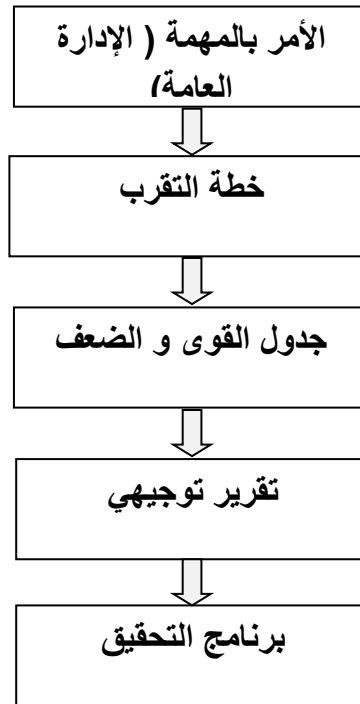 الأمر بالمهمة ( الإدارة
العامة)
خطة التقرب
جدول القوى و الضعف
تقرير توجيهي
برنامج التحقيق